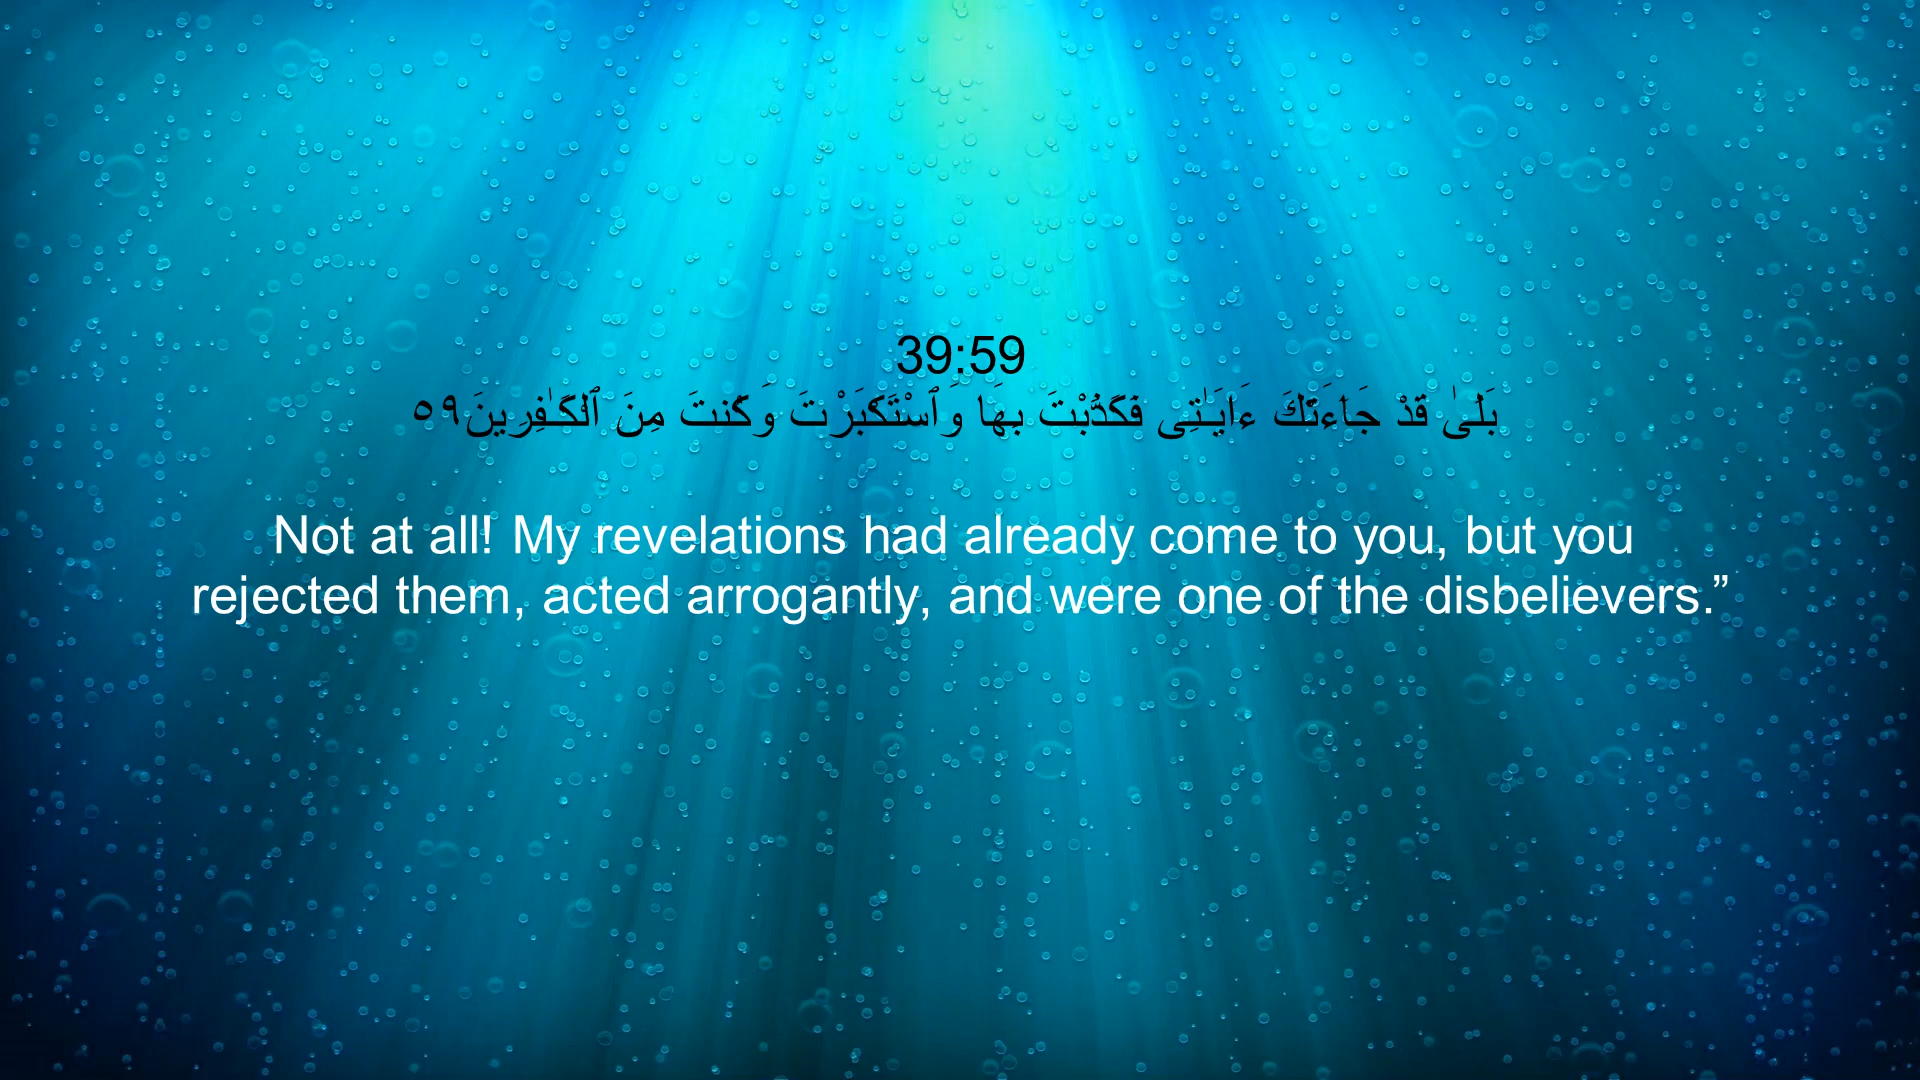 39:59
بَلَىٰ قَدْ جَآءَتْكَ ءَايَـٰتِى فَكَذَّبْتَ بِهَا وَٱسْتَكْبَرْتَ وَكُنتَ مِنَ ٱلْكَـٰفِرِينَ٥٩
Not at all! My revelations had already come to you, but you
rejected them, acted arrogantly, and were one of the disbelievers.”